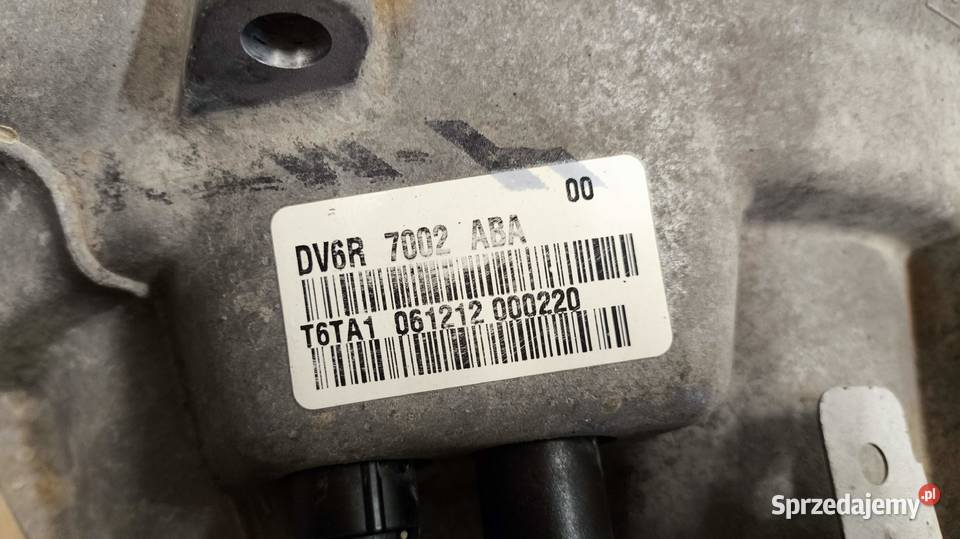 00
DV6R 7002 ABA
T6TA1 061212 000220
Sprzedajemy.pl